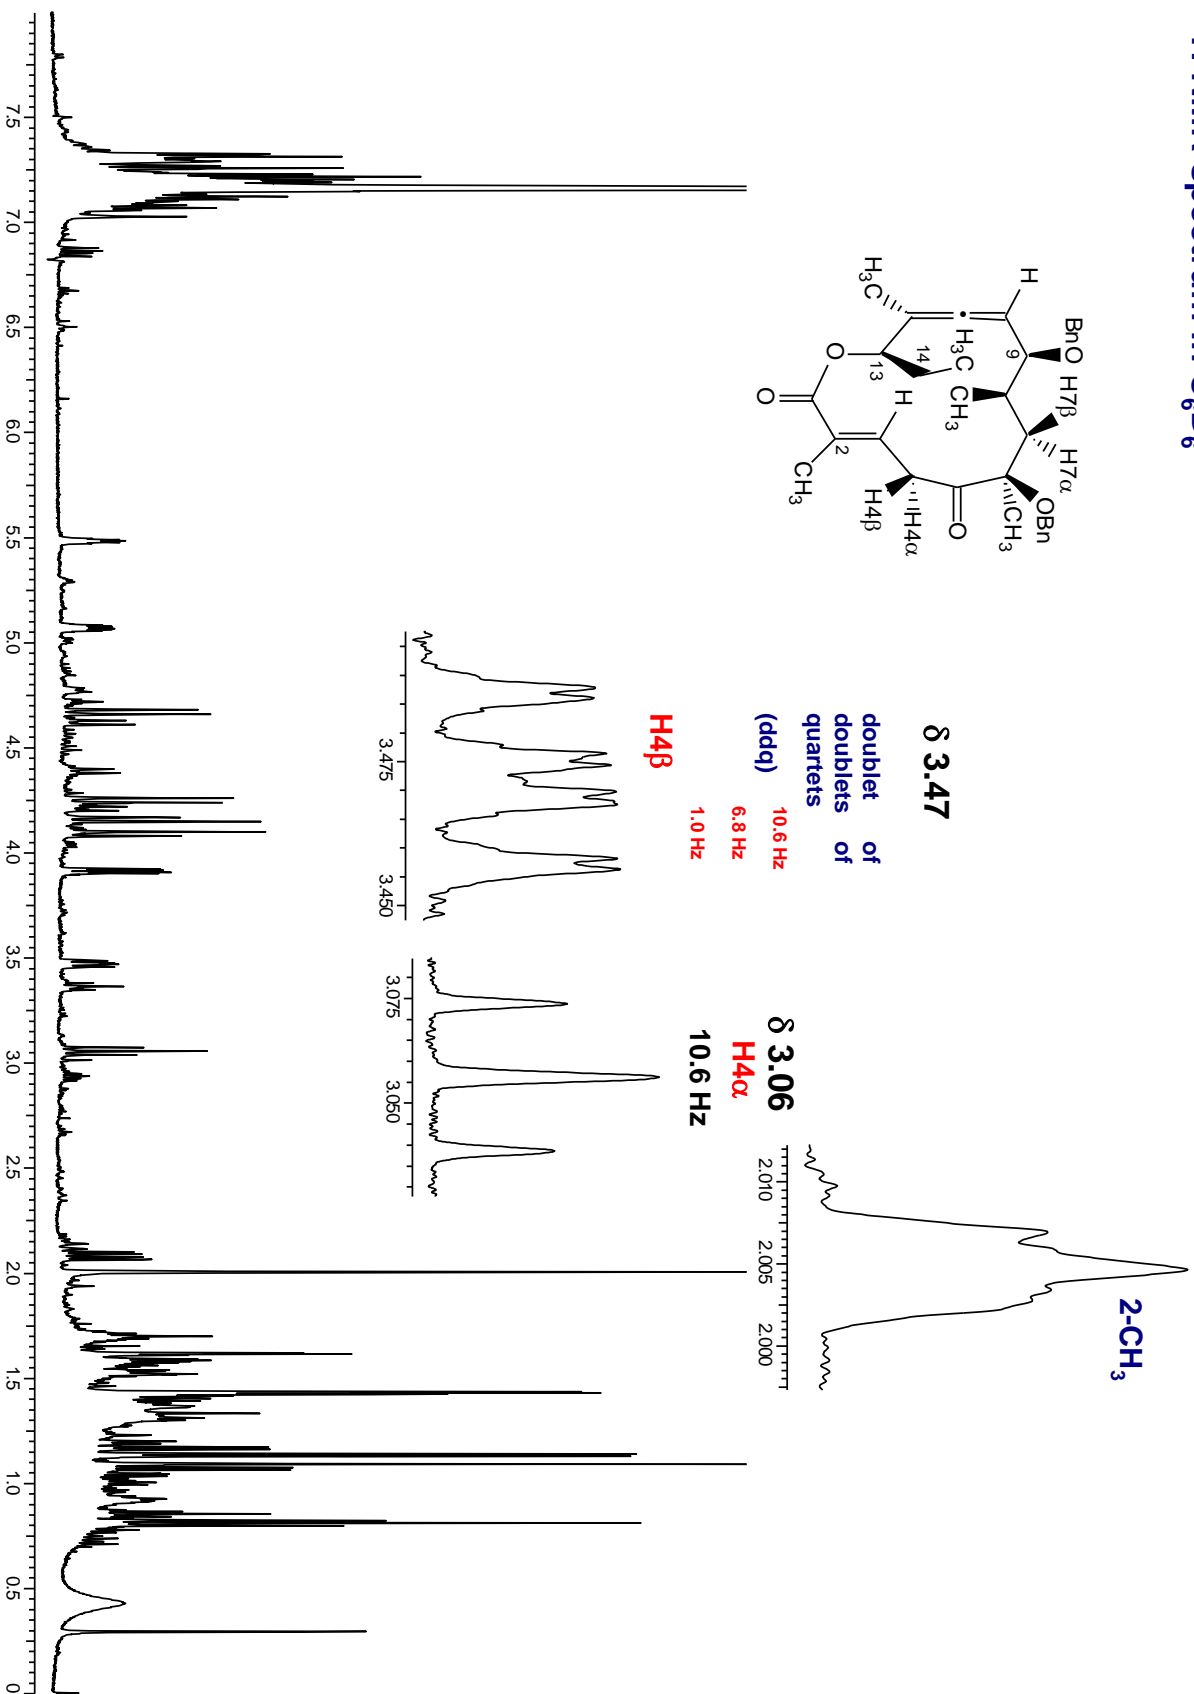 BnO
H7β
H7α
OBn
CH3
H
9
H3C
14
CH3
H3C
13
H
O
O
2
CH3
H4β
H4α
O
δ 3.47
doublet of
doublets of
quartets
(ddq)
10.6 Hz
6.8 Hz
1.0 Hz
H4β
3.475
3.450
δ 3.06
H4α
10.6 Hz
3.075
3.050
2-CH3
2.010
2.005
2.000
7.5
7.0
6.5
6.0
5.5
5.0
4.5
4.0
3.5
3.0
2.5
2.0
1.5
1.0
0.5
0